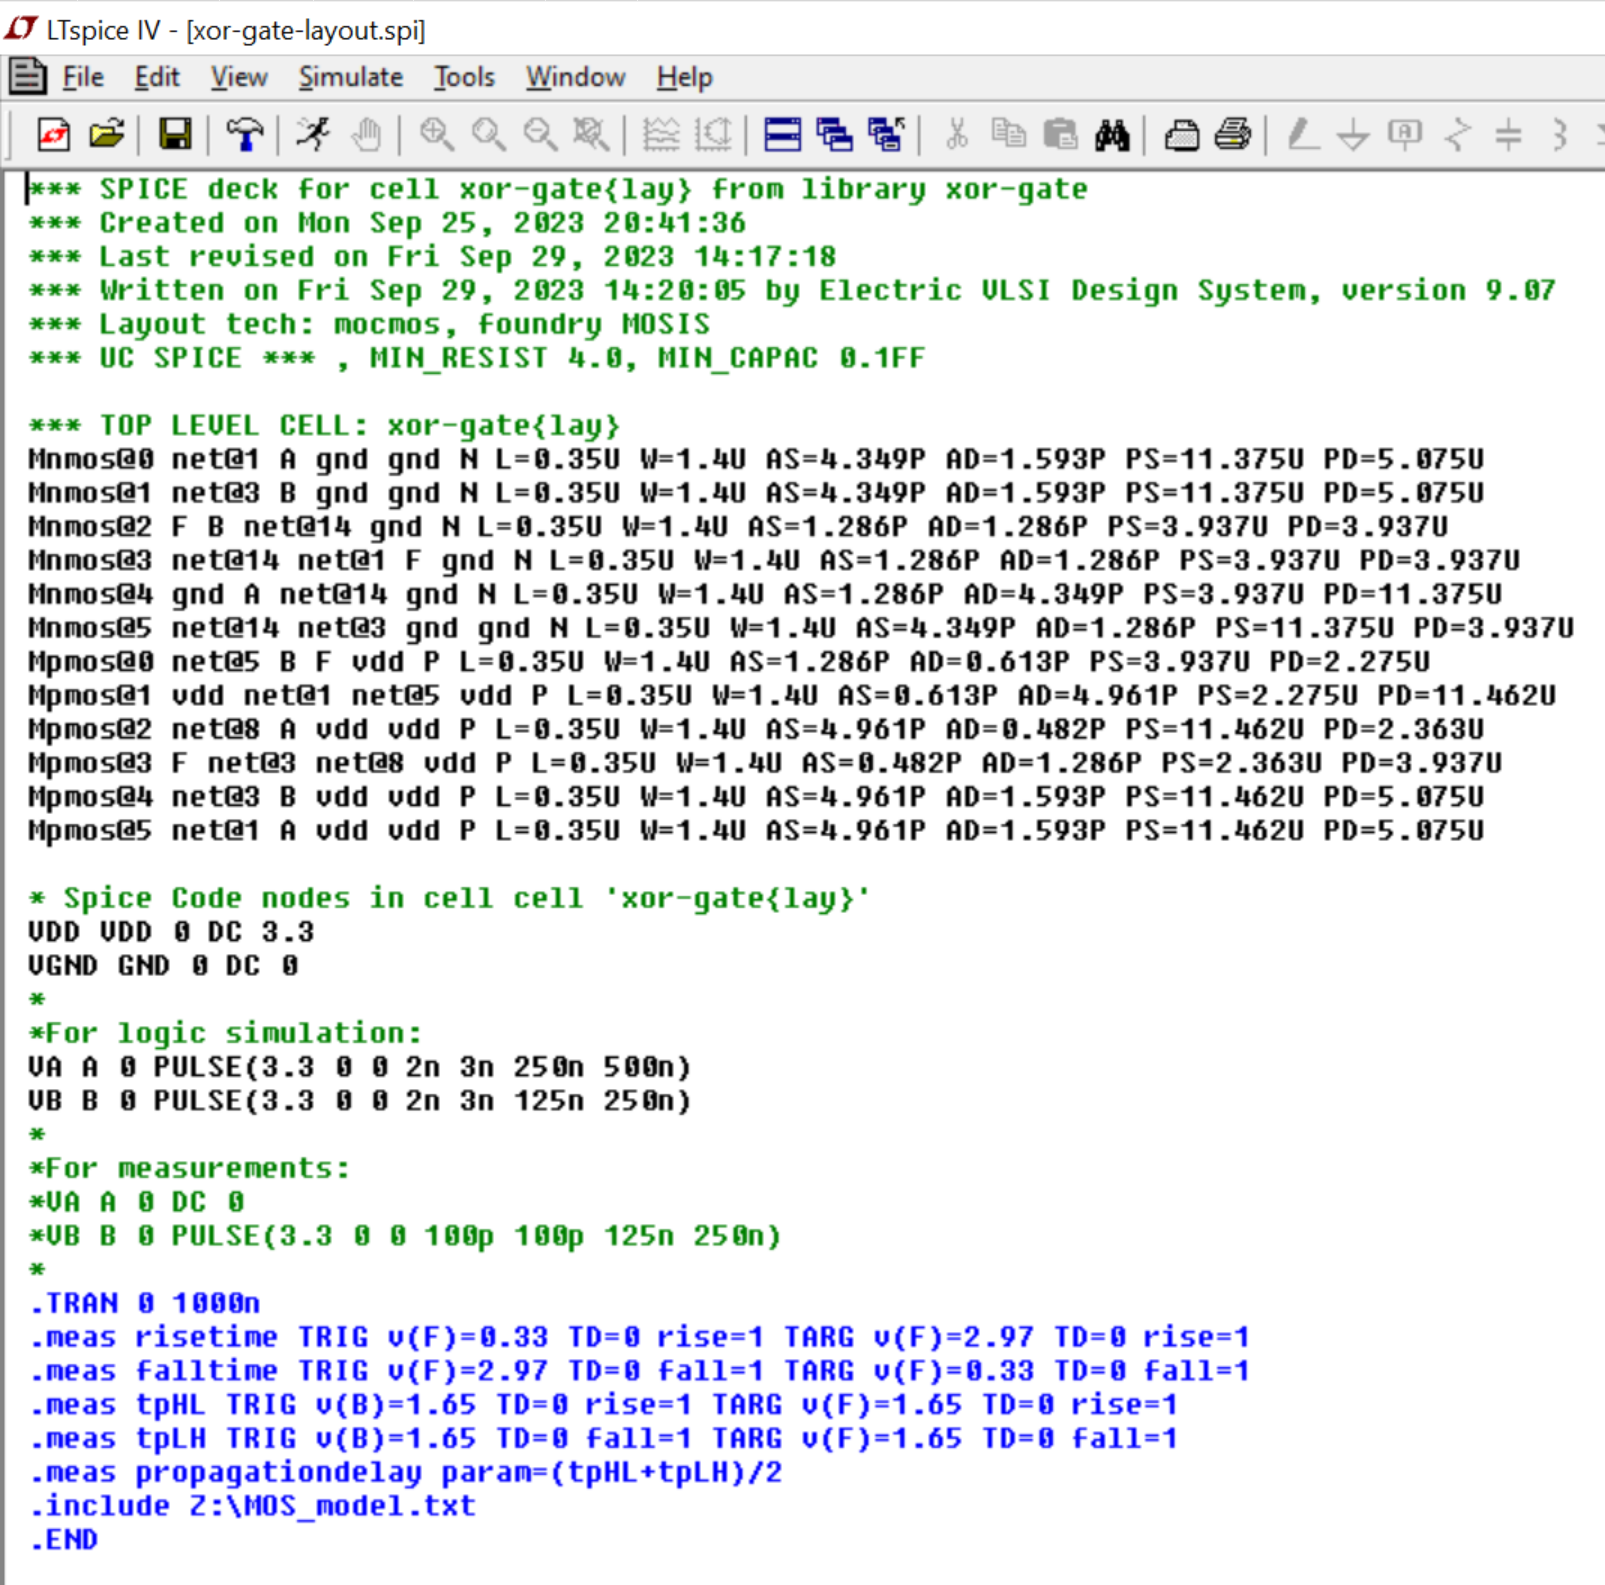 LTspice IV - [xor-gate-layout.spi]
File Edit View Simulate Tools Window Help
*** SPICE deck for cell xor-gate{lay} from library xor-gate
*** Created on Mon Sep 25, 2023 20:41:36
*** Last revised on Fri Sep 29, 2023 14:17:18
*** Written on Fri Sep 29, 2023 14:20:05 by Electric VLSI Design System, version 9.07
*** Layout tech: mocmos, foundry MOSIS
*** UC SPICE *** , MIN_RESIST 4.0, MIN_CAPAC 0.1FF
*** TOP LEVEL CELL: xor-gate{lay}
Mnmos@0 net@1 A gnd gnd N L=0.35U W=1.4U AS=4.349P AD=1.593P PS=11.375U PD=5.075U
Mnmos@1 net@3 B gnd gnd N L=0.35U W=1.4U AS=4.349P AD=1.593P PS=11.375U PD=5.075U
Mnmos@2 F B net@14 gnd N L=0.35U W=1.4U AS=1.286P AD=1.286P PS=3.937U PD=3.937U
Mnmos@3 net@14 net@1 F gnd N L=0.35U W=1.4U AS=1.286P AD=1.286P PS=3.937U PD=3.937U
Mnmos@4 gnd A net@14 gnd N L=0.35U W=1.4U AS=1.286P AD=4.349P PS=3.937U PD=11.375U
Mnmos@5 net@14 net@3 gnd gnd N L=0.35U W=1.4U AS=4.349P AD=1.286P PS=11.375U PD=3.937U
Mpmos@0 net@5 B F vdd P L=0.35U W=1.4U AS=1.286P AD=0.613P PS=3.937U PD=2.275U
Mpmos@1 vdd net@1 net@5 vdd P L=0.35U W=1.4U AS=0.613P AD=4.961P PS=2.275U PD=11.462U
Mpmos@2 net@8 A vdd vdd P L=0.35U W=1.4U AS=4.961P AD=0.482P PS=11.462U PD=2.363U
Mpmos@3 F net@3 net@8 vdd P L=0.35U W=1.4U AS=0.482P AD=1.286P PS=2.363U PD=3.937U
Mpmos@4 net@3 B vdd vdd P L=0.35U W=1.4U AS=4.961P AD=1.593P PS=11.462U PD=5.075U
Mpmos@5 net@1 A vdd vdd P L=0.35U W=1.4U AS=4.961P AD=1.593P PS=11.462U PD=5.075U
* Spice Code nodes in cell cell 'xor-gate{lay}'
VDD VDD 0 DC 3.3
VGND GND 0 DC 0
*
*For logic simulation:
VA A 0 PULSE(3.3 0 0 2n 3n 250n 500n)
VB B 0 PULSE(3.3 0 0 2n 3n 125n 250n)
*
*For measurements:
*VA A 0 DC 0
*VB B 0 PULSE(3.3 0 0 100p 100p 125n 250n)
*
.TRAN 0 1000n
.meas risetime TRIG v(F)=0.33 TD=0 rise=1 TARG v(F)=2.97 TD=0 rise=1
.meas falltime TRIG v(F)=2.97 TD=0 fall=1 TARG v(F)=0.33 TD=0 fall=1
.meas tpHL TRIG v(B)=1.65 TD=0 rise=1 TARG v(F)=1.65 TD=0 rise=1
.meas tpLH TRIG v(B)=1.65 TD=0 fall=1 TARG v(F)=1.65 TD=0 fall=1
.meas propagationdelay param=(tpHL+tpLH)/2
.include Z:\MOS_model.txt
.END